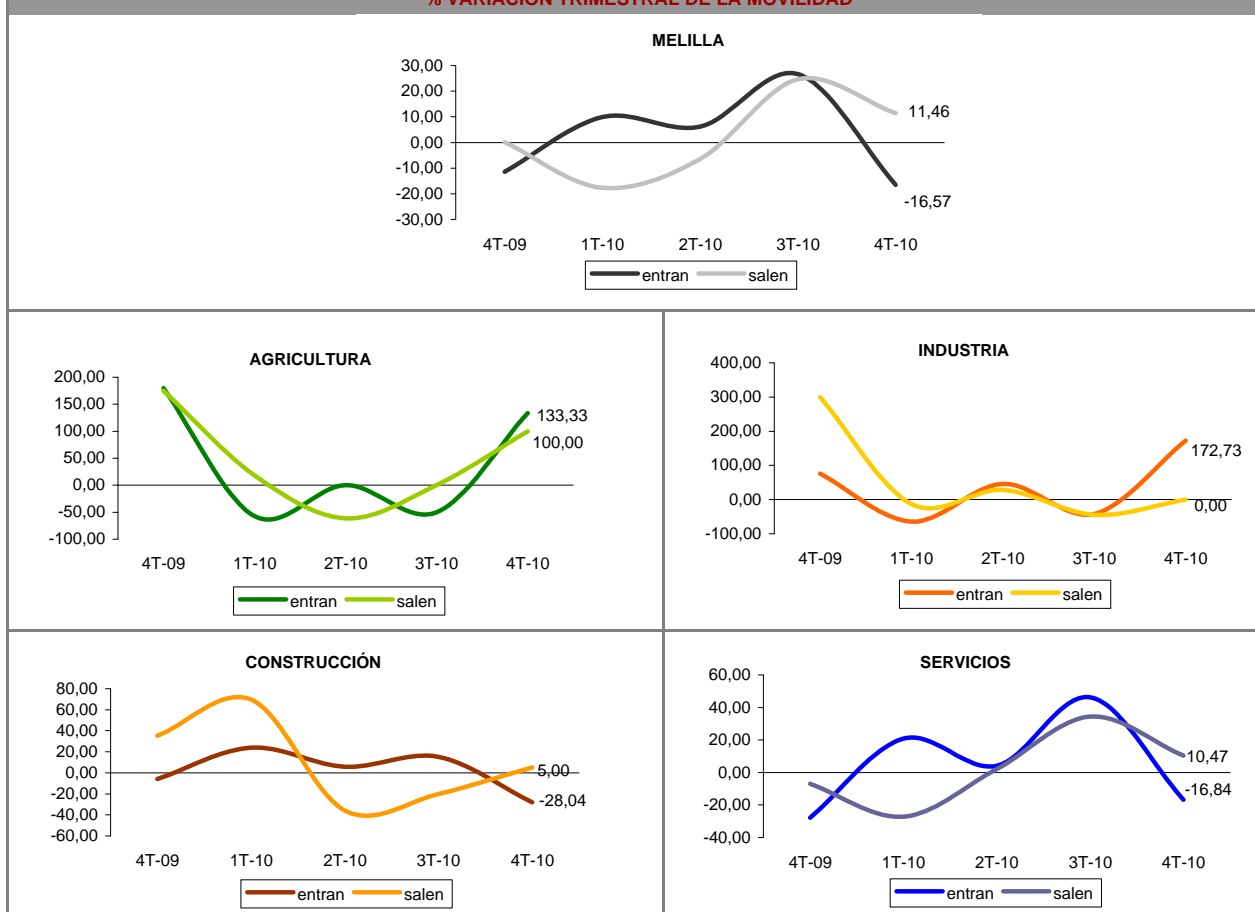 % VARIACIÓN TRIMESTRAL DE LA MOVILIDAD
MELILLA
30,00
20,00
10,00
0,00
-10,00
-20,00
-30,00
11,46
-16,57
4T-09 1T-10 2T-10 3T-10 4T-10
entran salen
AGRICULTURA
200,00
150,00
100,00
50,00
0,00
-50,00
-100,00
133,33
100,00
4T-09 1T-10 2T-10 3T-10 4T-10
entran salen
INDUSTRIA
400,00
300,00
200,00
100,00
0,00
-100,00
172,73
0,00
4T-09 1T-10 2T-10 3T-10 4T-10
entran salen
CONSTRUCCIÓN
80,00
60,00
40,00
20,00
0,00
-20,00
-40,00
-60,00
5,00
-28,04
4T-09 1T-10 2T-10 3T-10 4T-10
entran salen
SERVICIOS
60,00
40,00
20,00
0,00
-20,00
-40,00
10,47
-16,84
4T-09 1T-10 2T-10 3T-10 4T-10
entran salen